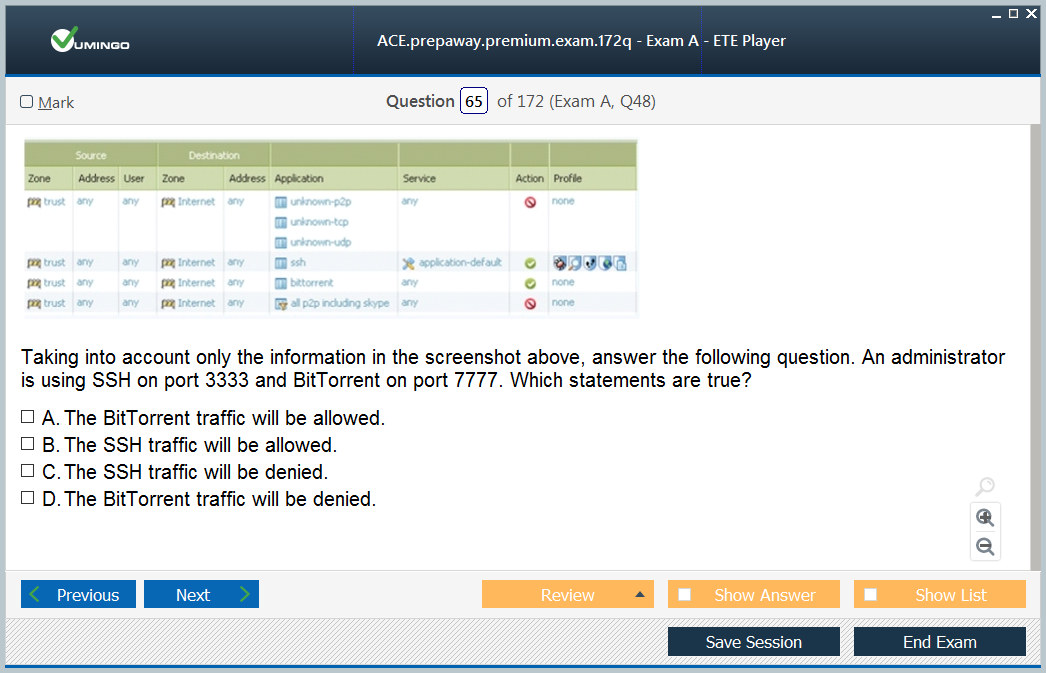 VUMINGO
ACE.prepaway.premium.exam.172q - Exam A - ETE Player
Mark
Question 65 of 172 (Exam A, Q48)
Source Destination
Zone Address User Zone Address Application Service Action Profile
trust any any Internet any unknown-p2p any none
unknown-tcp
unknown-udp
trust any any Internet any ssh application-default
trust any any Internet any bittorrent any none
trust any any Internet any all p2p including skype any none
Taking into account only the information in the screenshot above, answer the following question. An administrator
is using SSH on port 3333 and BitTorrent on port 7777. Which statements are true?
A. The BitTorrent traffic will be allowed.
B. The SSH traffic will be allowed.
C. The SSH traffic will be denied.
D. The BitTorrent traffic will be denied.
Previous Next Review Show Answer Show List
Save Session End Exam